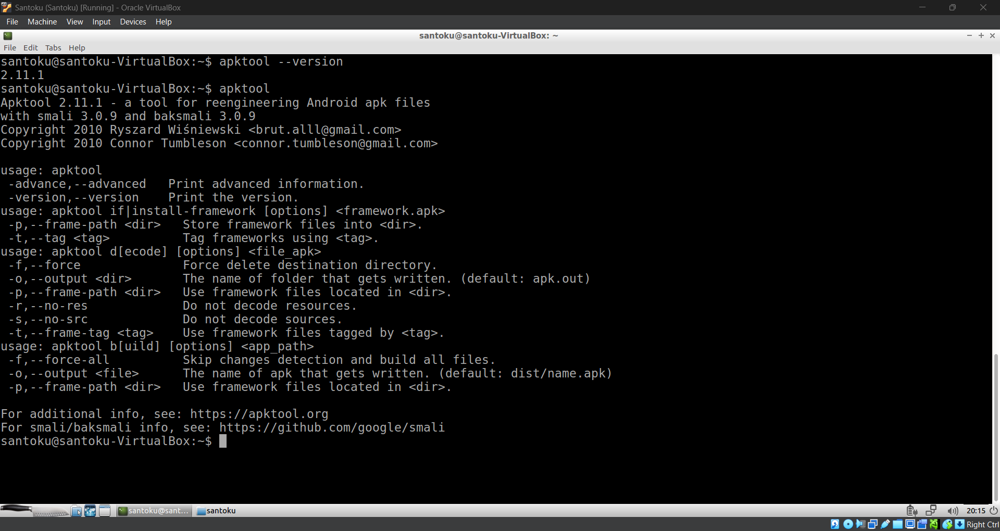 Santoku (Santoku) [Running] - Oracle VirtualBox
File Machine View Input Devices Help
santoku@santoku-VirtualBox: ~
File Edit Tabs Help
santoku@santoku-VirtualBox:~$ apktool --version
2.11.1
santoku@santoku-VirtualBox:~$ apktool
Apktool 2.11.1 - a tool for reengineering Android apk files
with smali 3.0.9 and baksmali 3.0.9
Copyright 2010 Ryszard Wiśniewski <brut.alll@gmail.com>
Copyright 2010 Connor Tumbleson <connor.tumbleson@gmail.com>
usage: apktool
 -advance,--advanced   Print advanced information.
 -version,--version    Print the version.
usage: apktool if|install-framework [options] <framework.apk>
 -p,--frame-path <dir>   Store framework files into <dir>.
 -t,--tag <tag>          Tag frameworks using <tag>.
usage: apktool d[ecode] [options] <file_apk>
 -f,--force              Force delete destination directory.
 -o,--output <dir>       The name of folder that gets written. (default: apk.out)
 -p,--frame-path <dir>   Use framework files located in <dir>.
 -r,--no-res             Do not decode resources.
 -s,--no-src             Do not decode sources.
 -t,--frame-tag <tag>    Use framework files tagged by <tag>.
usage: apktool b[uild] [options] <app_path>
 -f,--force-all          Skip changes detection and build all files.
 -o,--output <file>      The name of apk that gets written. (default: dist/name.apk)
 -p,--frame-path <dir>   Use framework files located in <dir>.
For additional info, see: https://apktool.org
For smali/baksmali info, see: https://github.com/google/smali
santoku@santoku-VirtualBox:~$
santoku@sant... santoku 20:15
Right Ctrl